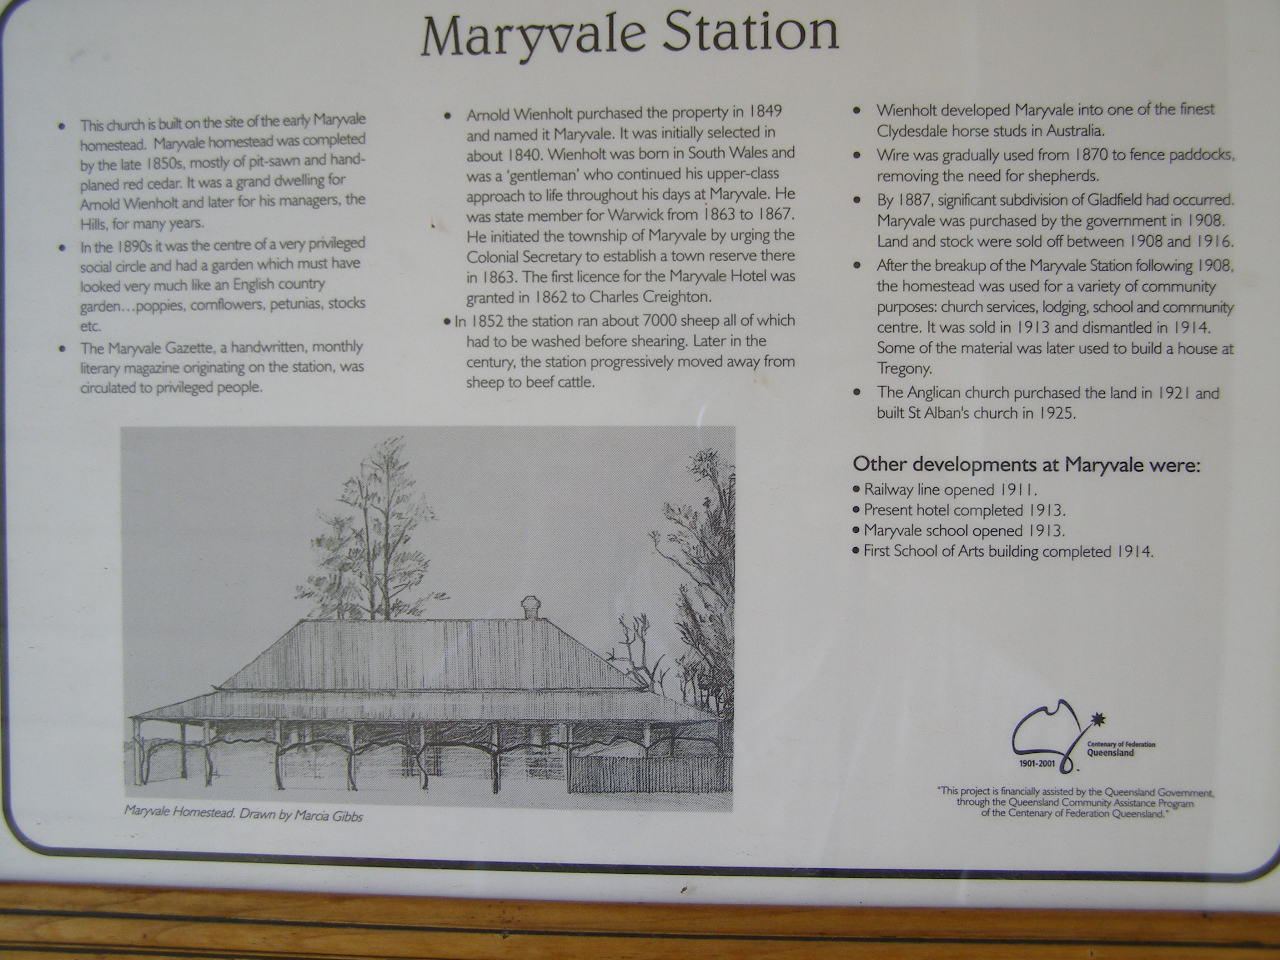 Maryvale Station
• This church is built on the site of the early Maryvale
homestead. Maryvale homestead was completed
by the late 1850s, mostly of pit-sawn and hand-
planed red cedar. It was a grand dwelling for
Arnold Wienholt and later for his managers, the
Hills, for many years.
• In the 1890s it was the centre of a very privileged
social circle and had a garden which must have
looked very much like an English country
garden...poppies, cornflowers, petunias, stocks
etc.
• The Maryvale Gazette, a handwritten, monthly
literary magazine originating on the station, was
circulated to privileged people.
• Arnold Wienholt purchased the property in 1849
and named it Maryvale. It was initially selected in
about 1840. Wienholt was born in South Wales and
was a 'gentleman' who continued his upper-class
approach to life throughout his days at Maryvale. He
was state member for Warwick from 1863 to 1867.
He initiated the township of Maryvale by urging the
Colonial Secretary to establish a town reserve there
in 1863. The first licence for the Maryvale Hotel was
granted in 1862 to Charles Creighton.
• In 1852 the station ran about 7000 sheep all of which
had to be washed before shearing. Later in the
century, the station progressively moved away from
sheep to beef cattle.
• Wienholt developed Maryvale into one of the finest
Clydesdale horse studs in Australia.
• Wire was gradually used from 1870 to fence paddocks,
removing the need for shepherds.
• By 1887, significant subdivision of Gladfield had occurred.
Maryvale was purchased by the government in 1908.
Land and stock were sold off between 1908 and 1916.
• After the breakup of the Maryvale Station following 1908,
the homestead was used for a variety of community
purposes: church services, lodging, school and community
centre. It was sold in 1913 and dismantled in 1914.
Some of the material was later used to build a house at
Tregony.
• The Anglican church purchased the land in 1921 and
built St Alban's church in 1925.
Other developments at Maryvale were:
• Railway line opened 1911.
• Present hotel completed 1913.
• Maryvale school opened 1913.
• First School of Arts building completed 1914.
Maryvale Homestead. Drawn by Marcia Gibbs
Centenary of Federation
Queensland
1901-2001
"This project is financially assisted by the Queensland Government,
through the Queensland Community Assistance Program
of the Centenary of Federation Queensland."